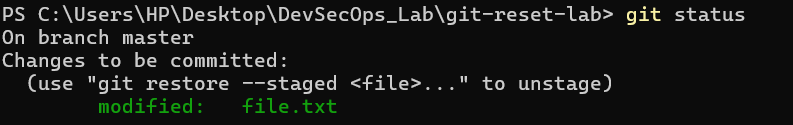 PS C:\Users\HP\Desktop\DevSecOps_Lab\git-reset-lab> git status
On branch master
Changes to be committed:
  (use "git restore --staged <file>..." to unstage)
        modified:   file.txt